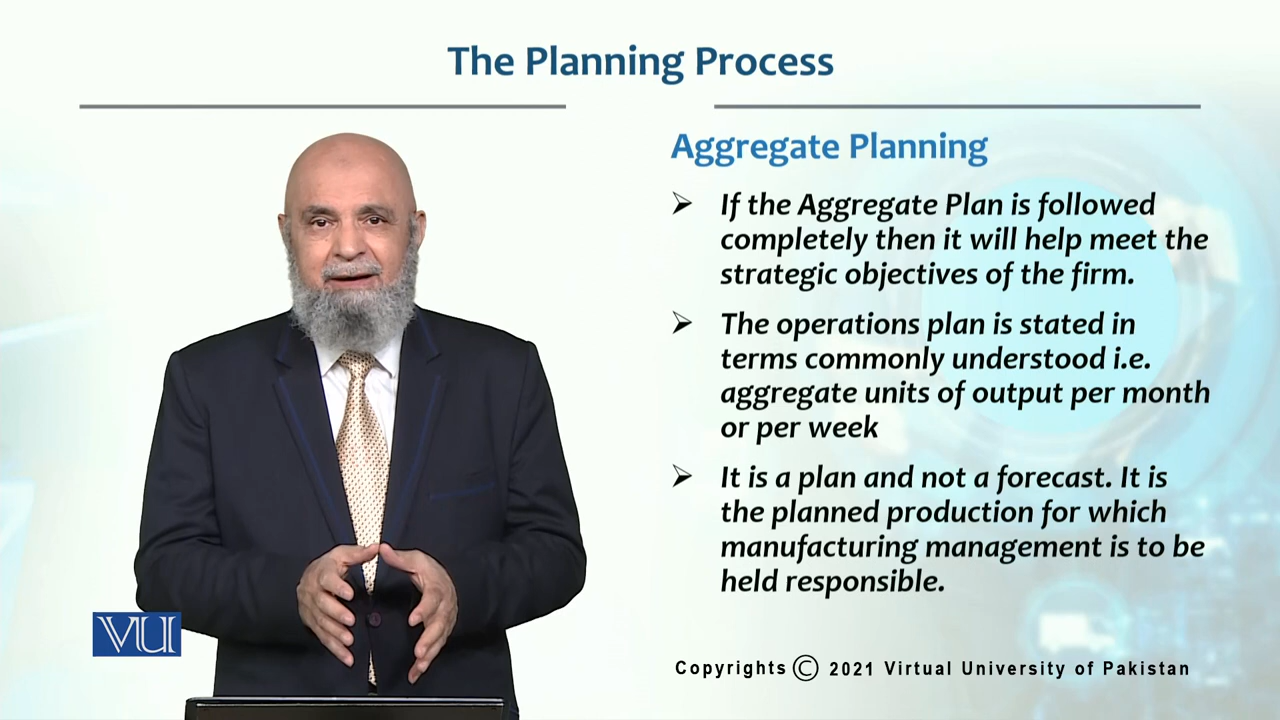 The Planning Process
Aggregate Planning
➢ If the Aggregate Plan is followed
completely then it will help meet the
strategic objectives of the firm.
➢ The operations plan is stated in
terms commonly understood i.e.
aggregate units of output per month
or per week
➢ It is a plan and not a forecast. It is
the planned production for which
manufacturing management is to be
held responsible.
VU
Copyrights © 2021 Virtual University of Pakistan